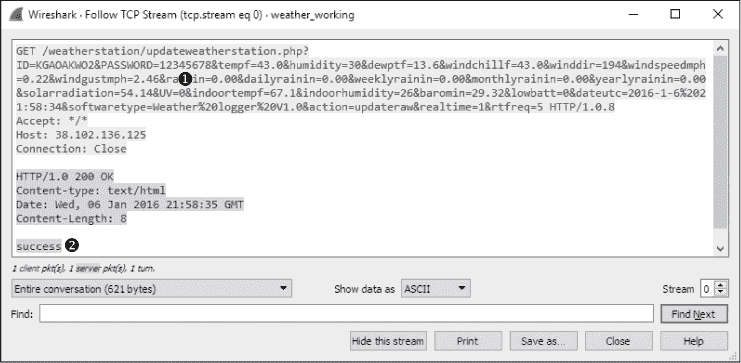 Wireshark · Follow TCP Stream (tcp.stream eq 0) · weather_working
GET /weatherstation/updateweatherstation.php?
ID=KGAOAKWO2&PASSWORD=12345678&tempf=43.0&humidity=30&dewptf=13.6&windchillf=43.0&winddir=194&windspeedmph
=0.22&windgustmph=2.46&ra❶in=0.00&dailyrainin=0.00&weeklyrainin=0.00&monthlyrainin=0.00&yearlyrainin=0.00
&solarradiation=54.14&UV=0&indoortempf=67.1&indoorhumidity=26&baromin=29.32&lowbatt=0&dateutc=2016-1-6%202
1:58:34&softwaretype=Weather%20logger%20V1.0&action=updateraw&realtime=1&rtfreq=5 HTTP/1.0.8
Accept: */*
Host: 38.102.136.125
Connection: Close
HTTP/1.0 200 OK
Content-type: text/html
Date: Wed, 06 Jan 2016 21:58:35 GMT
Content-Length: 8
success ❷
1 client pkt(s), 1 server pkt(s), 1 turn.
Entire conversation (621 bytes) Show data as ASCII Stream 0
Find: Find Next
Hide this stream Print Save as... Close Help